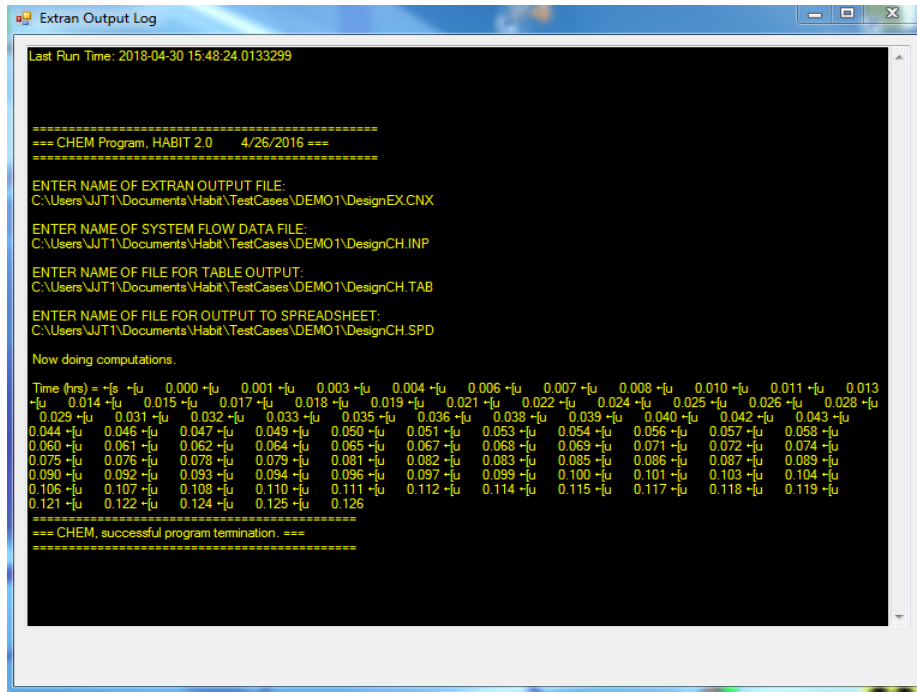 Extran Output Log
Last Run Time: 2018-04-30 15:48:24.0133299
================================================
=== CHEM Program, HABIT 2.0 4/26/2016 ===
================================================
ENTER NAME OF EXTRAN OUTPUT FILE:
C:\Users\JJT1\Documents\Habit\TestCases\DEMO1\DesignEX.CNX
ENTER NAME OF SYSTEM FLOW DATA FILE:
C:\Users\JJT1\Documents\Habit\TestCases\DEMO1\DesignCH.INP
ENTER NAME OF FILE FOR TABLE OUTPUT:
C:\Users\JJT1\Documents\Habit\TestCases\DEMO1\DesignCH.TAB
ENTER NAME OF FILE FOR OUTPUT TO SPREADSHEET:
C:\Users\JJT1\Documents\Habit\TestCases\DEMO1\DesignCH.SPD
Now doing computations.
Time (hrs) = ←[s ←[u 0.000 ←[u 0.001 ←[u 0.003 ←[u 0.004 ←[u 0.006 ←[u 0.007 ←[u 0.008 ←[u 0.010 ←[u 0.011 ←[u 0.013
←[u 0.014 ←[u 0.015 ←[u 0.017 ←[u 0.018 ←[u 0.019 ←[u 0.021 ←[u 0.022 ←[u 0.024 ←[u 0.025 ←[u 0.026 ←[u 0.028 ←[u
0.029 ←[u 0.031 ←[u 0.032 ←[u 0.033 ←[u 0.035 ←[u 0.036 ←[u 0.038 ←[u 0.039 ←[u 0.040 ←[u 0.042 ←[u 0.043 ←[u
0.044 ←[u 0.046 ←[u 0.047 ←[u 0.049 ←[u 0.050 ←[u 0.051 ←[u 0.053 ←[u 0.054 ←[u 0.056 ←[u 0.057 ←[u 0.058 ←[u
0.060 ←[u 0.061 ←[u 0.062 ←[u 0.064 ←[u 0.065 ←[u 0.067 ←[u 0.068 ←[u 0.069 ←[u 0.071 ←[u 0.072 ←[u 0.074 ←[u
0.075 ←[u 0.076 ←[u 0.078 ←[u 0.079 ←[u 0.081 ←[u 0.082 ←[u 0.083 ←[u 0.085 ←[u 0.086 ←[u 0.087 ←[u 0.089 ←[u
0.090 ←[u 0.092 ←[u 0.093 ←[u 0.094 ←[u 0.096 ←[u 0.097 ←[u 0.099 ←[u 0.100 ←[u 0.101 ←[u 0.103 ←[u 0.104 ←[u
0.106 ←[u 0.107 ←[u 0.108 ←[u 0.110 ←[u 0.111 ←[u 0.112 ←[u 0.114 ←[u 0.115 ←[u 0.117 ←[u 0.118 ←[u 0.119 ←[u
0.121 ←[u 0.122 ←[u 0.124 ←[u 0.125 ←[u 0.126
=============================================
=== CHEM, successful program termination. ===
=============================================